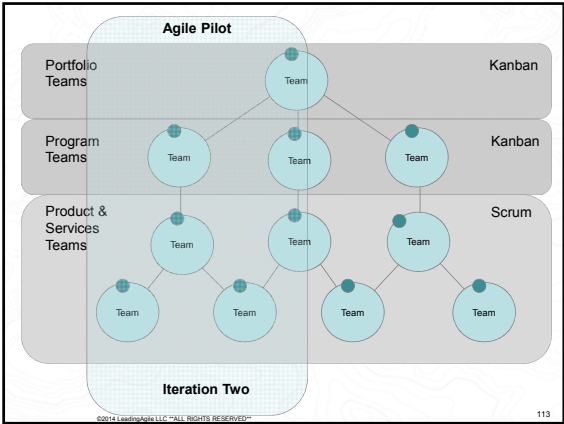 Agile Pilot
Portfolio
Teams
Kanban
Team
Program
Teams
Kanban
Team
Team
Team
Product &
Services
Teams
Scrum
Team
Team
Team
Team
Team
Team
Team
Iteration Two
©2014 LeadingAgile LLC **ALL RIGHTS RESERVED**
113